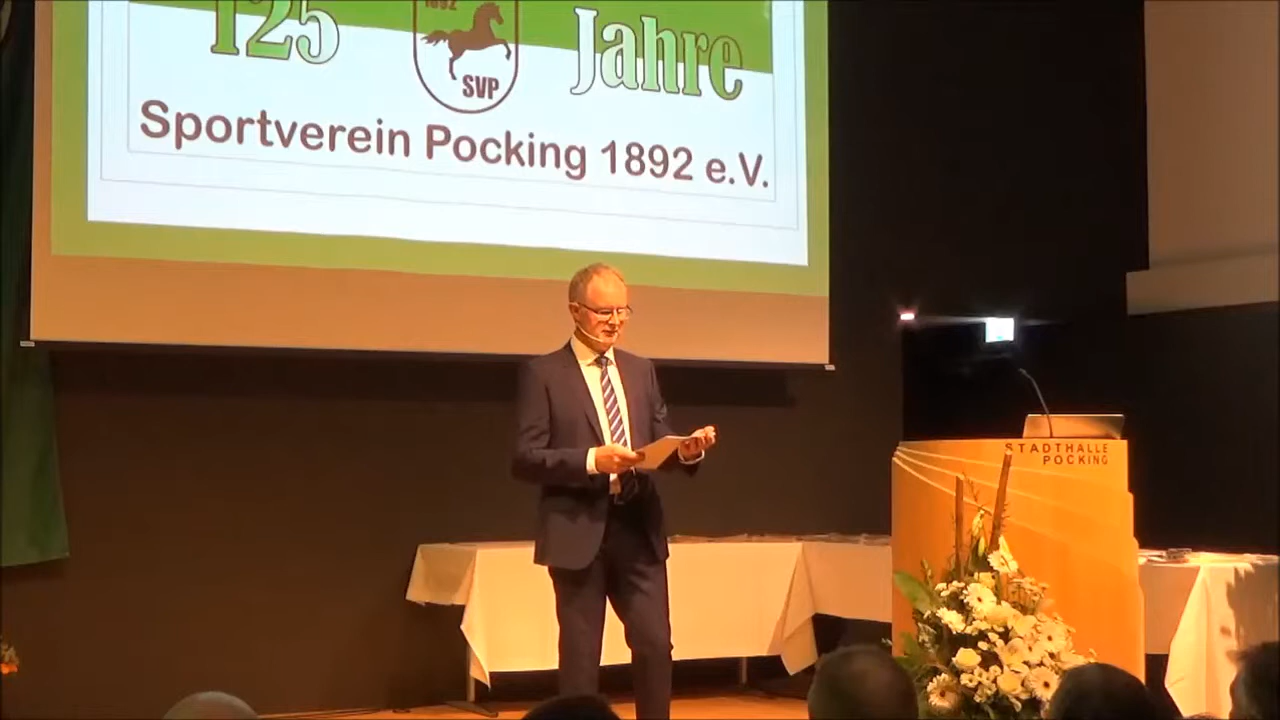 1892
125 Jahre
SVP
Sportverein Pocking 1892 e.V.
STADTHALLE
POCKING